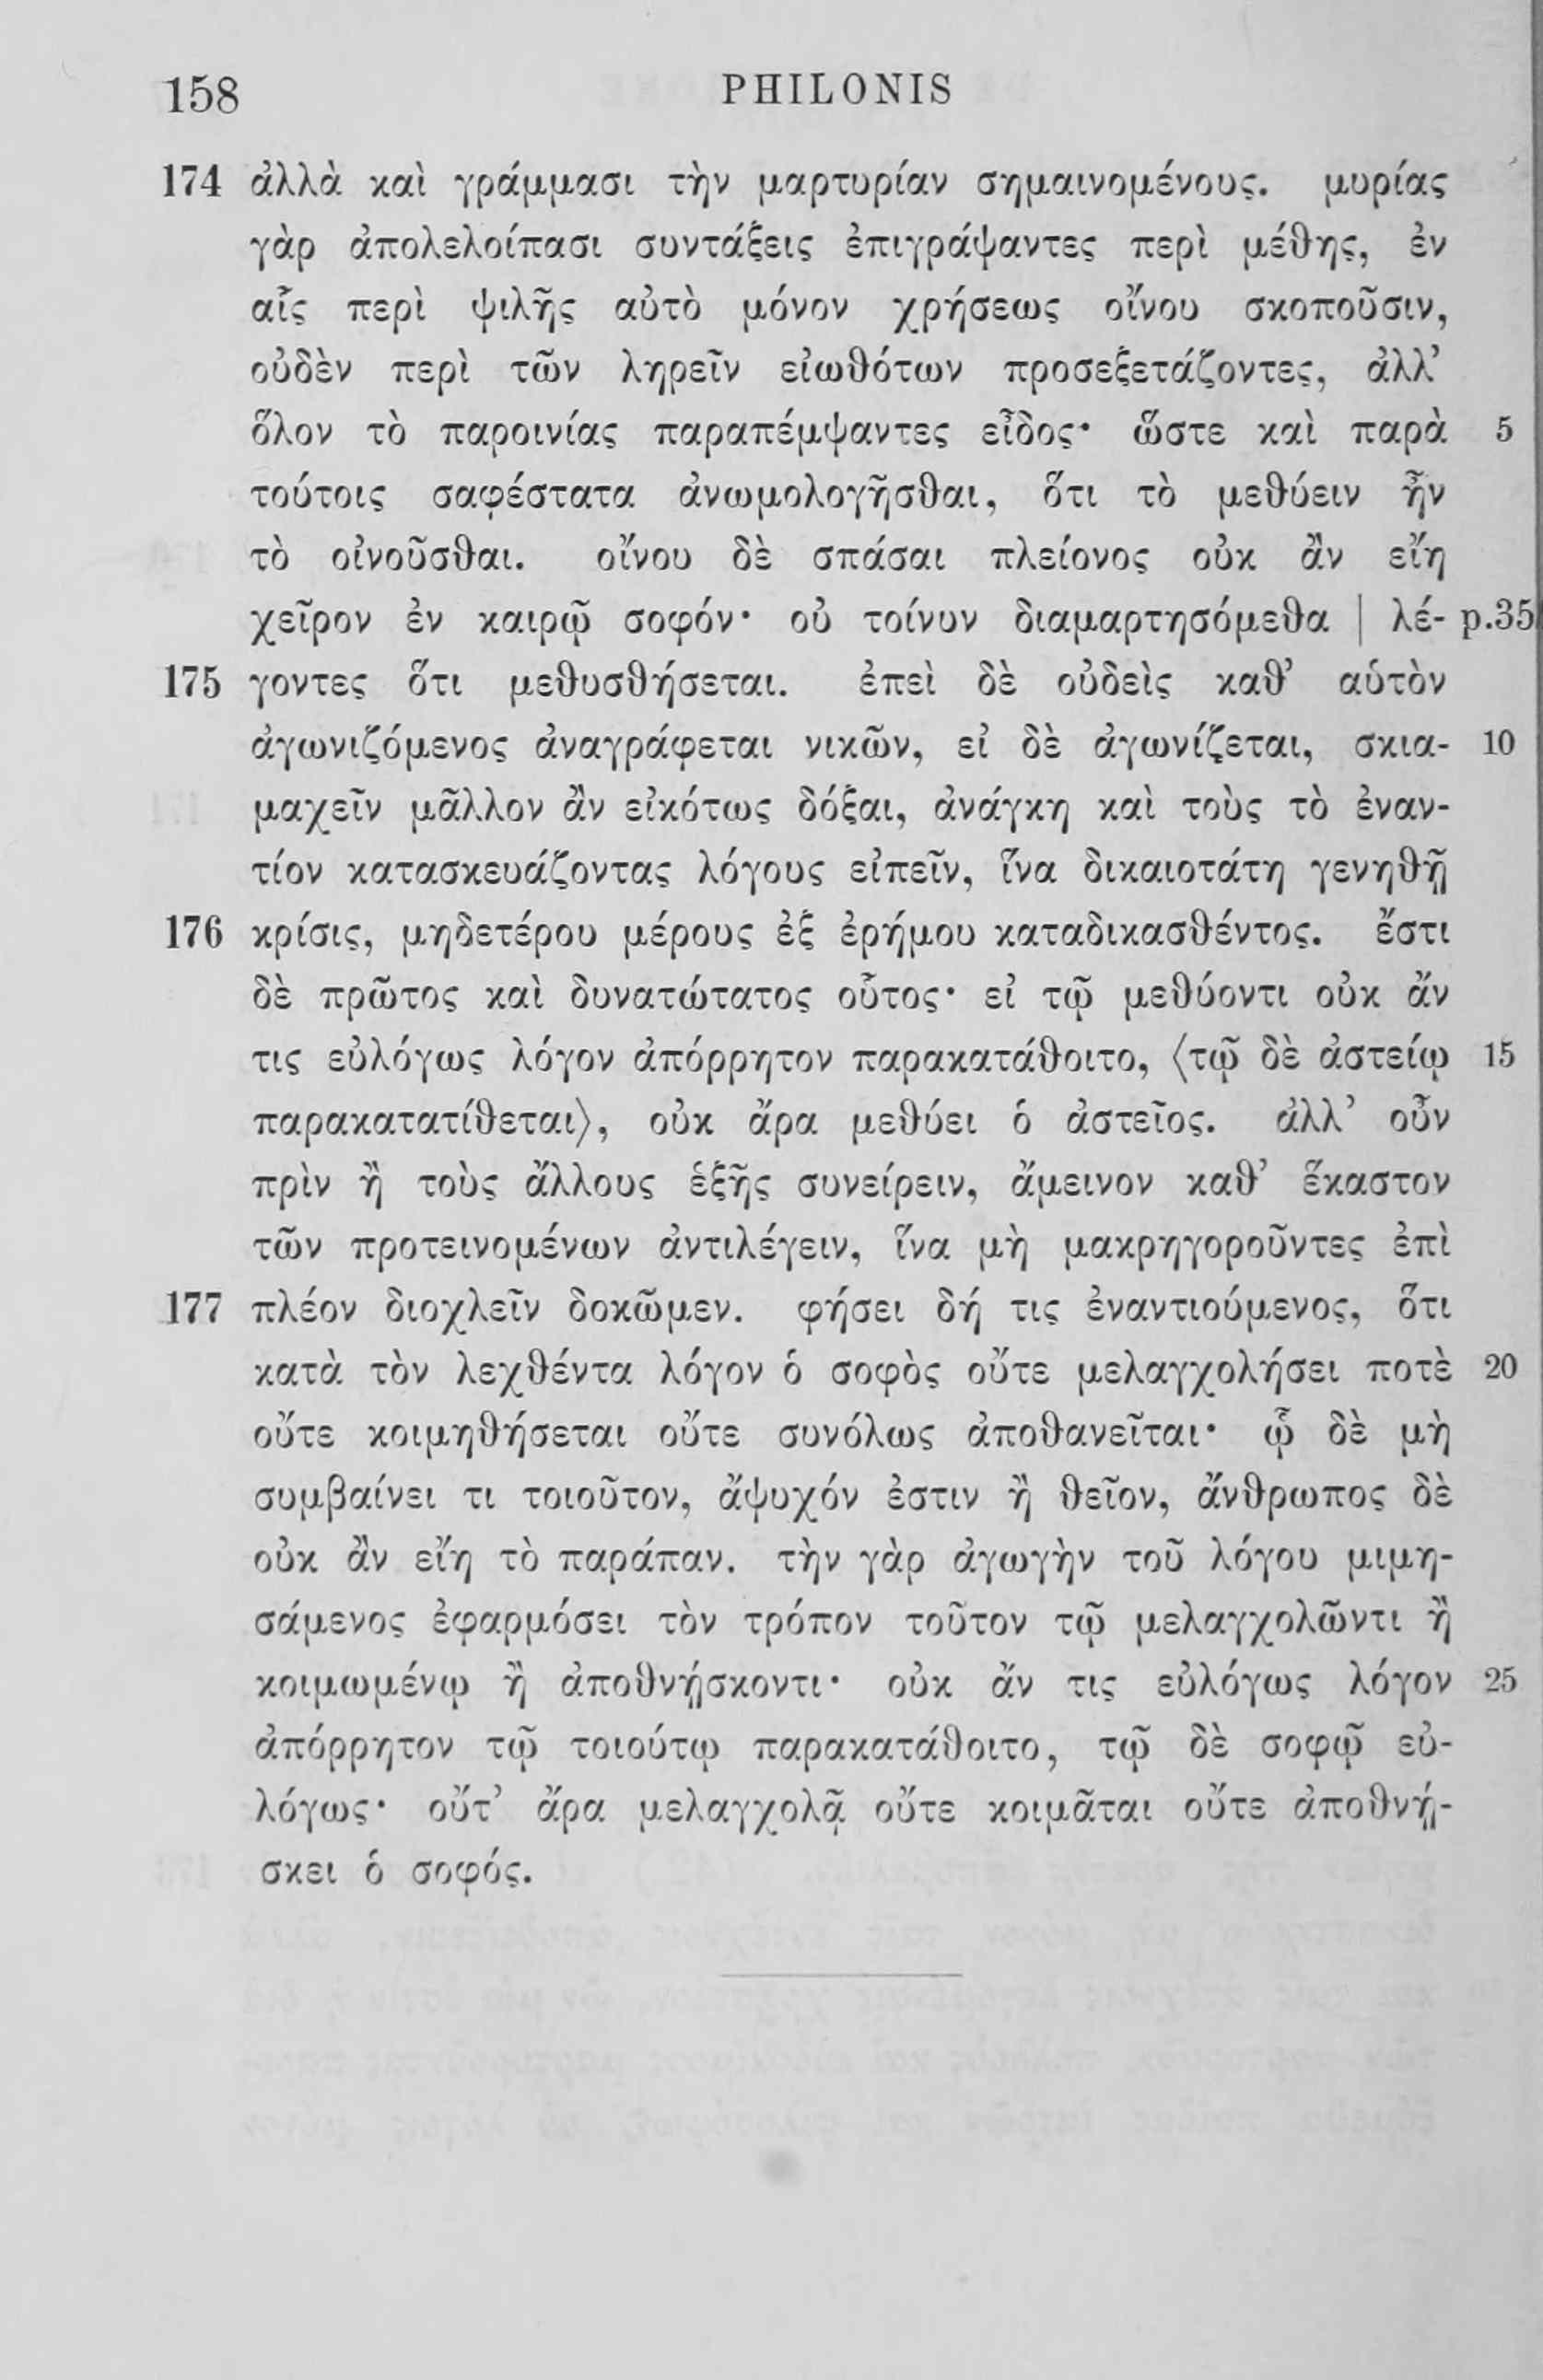 158 PHILONIS
174 ἀλλὰ καὶ γράμμασι τὴν μαρτυρίαν σημαινομένους. μυρίας
γὰρ ἀπολελοίπασι συντάξεις ἐπιγράψαντες περὶ μέθης, ἐν
αἷς περὶ ψιλῆς αὐτὸ μόνον χρήσεως οἴνου σκοποῦσιν,
οὐδὲν περὶ τῶν ληρεῖν εἰωθότων προσεξετάζοντες, ἀλλ’
ὅλον τὸ παροινίας παραπέμψαντες εἶδος· ὥστε καὶ παρὰ 5
τούτοις σαφέστατα ἀνωμολογῆσθαι, ὅτι τὸ μεθύειν ἦν
τὸ οἰνοῦσθαι. οἴνου δὲ σπάσαι πλείονος οὐκ ἂν εἴη
χεῖρον ἐν καιρῷ σοφόν· οὐ τοίνυν διαμαρτησόμεθα | λέ- p.35
175 γοντες ὅτι μεθυσθήσεται. ἐπεὶ δὲ οὐδεὶς καθ’ αὑτὸν
ἀγωνιζόμενος ἀναγράφεται νικῶν, εἰ δὲ ἀγωνίζεται, σκια- 10
μαχεῖν μᾶλλον ἂν εἰκότως δόξαι, ἀνάγκη καὶ τοὺς τὸ ἐναν-
τίον κατασκευάζοντας λόγους εἰπεῖν, ἵνα δικαιοτάτη γενηθῇ
176 κρίσις, μηδετέρου μέρους ἐξ ἐρήμου καταδικασθέντος. ἔστι
δὲ πρῶτος καὶ δυνατώτατος οὗτος· εἰ τῷ μεθύοντι οὐκ ἄν
τις εὐλόγως λόγον ἀπόρρητον παρακατάθοιτο, ⟨τῷ δὲ ἀστείῳ 15
παρακατατίθεται⟩, οὐκ ἄρα μεθύει ὁ ἀστεῖος. ἀλλ’ οὖν
πρὶν ἢ τοὺς ἄλλους ἑξῆς συνείρειν, ἄμεινον καθ’ ἕκαστον
τῶν προτεινομένων ἀντιλέγειν, ἵνα μὴ μακρηγοροῦντες ἐπὶ
177 πλέον διοχλεῖν δοκῶμεν. φήσει δή τις ἐναντιούμενος, ὅτι
κατὰ τὸν λεχθέντα λόγον ὁ σοφὸς οὔτε μελαγχολήσει ποτὲ 20
οὔτε κοιμηθήσεται οὔτε συνόλως ἀποθανεῖται· ᾧ δὲ μὴ
συμβαίνει τι τοιοῦτον, ἄψυχόν ἐστιν ἢ θεῖον, ἄνθρωπος δὲ
οὐκ ἂν εἴη τὸ παράπαν. τὴν γὰρ ἀγωγὴν τοῦ λόγου μιμη-
σάμενος ἐφαρμόσει τὸν τρόπον τοῦτον τῷ μελαγχολῶντι ἢ
κοιμωμένῳ ἢ ἀποθνῄσκοντι· οὐκ ἄν τις εὐλόγως λόγον 25
ἀπόρρητον τῷ τοιούτῳ παρακατάθοιτο, τῷ δὲ σοφῷ εὐ-
λόγως· οὔτ’ ἄρα μελαγχολᾷ οὔτε κοιμᾶται οὔτε ἀποθνῄ-
σκει ὁ σοφός.